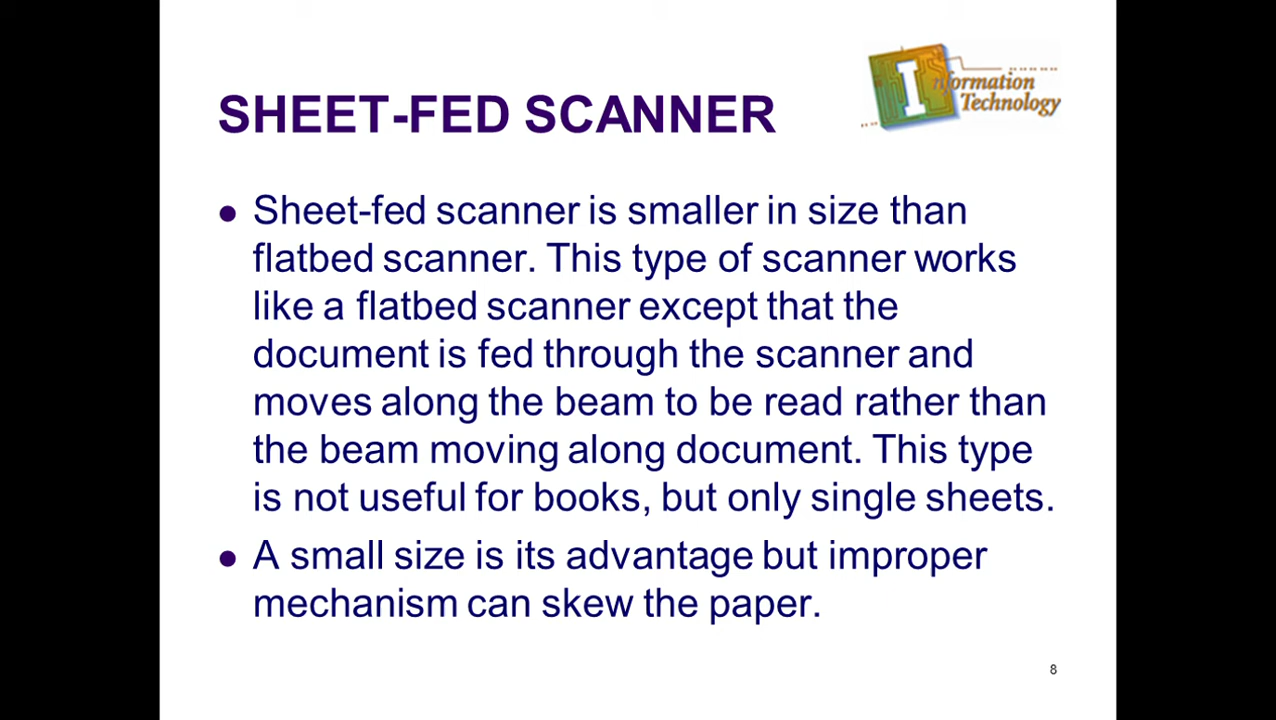 Information
Technology
SHEET-FED SCANNER
● Sheet-fed scanner is smaller in size than
flatbed scanner. This type of scanner works
like a flatbed scanner except that the
document is fed through the scanner and
moves along the beam to be read rather than
the beam moving along document. This type
is not useful for books, but only single sheets.
● A small size is its advantage but improper
mechanism can skew the paper.
8